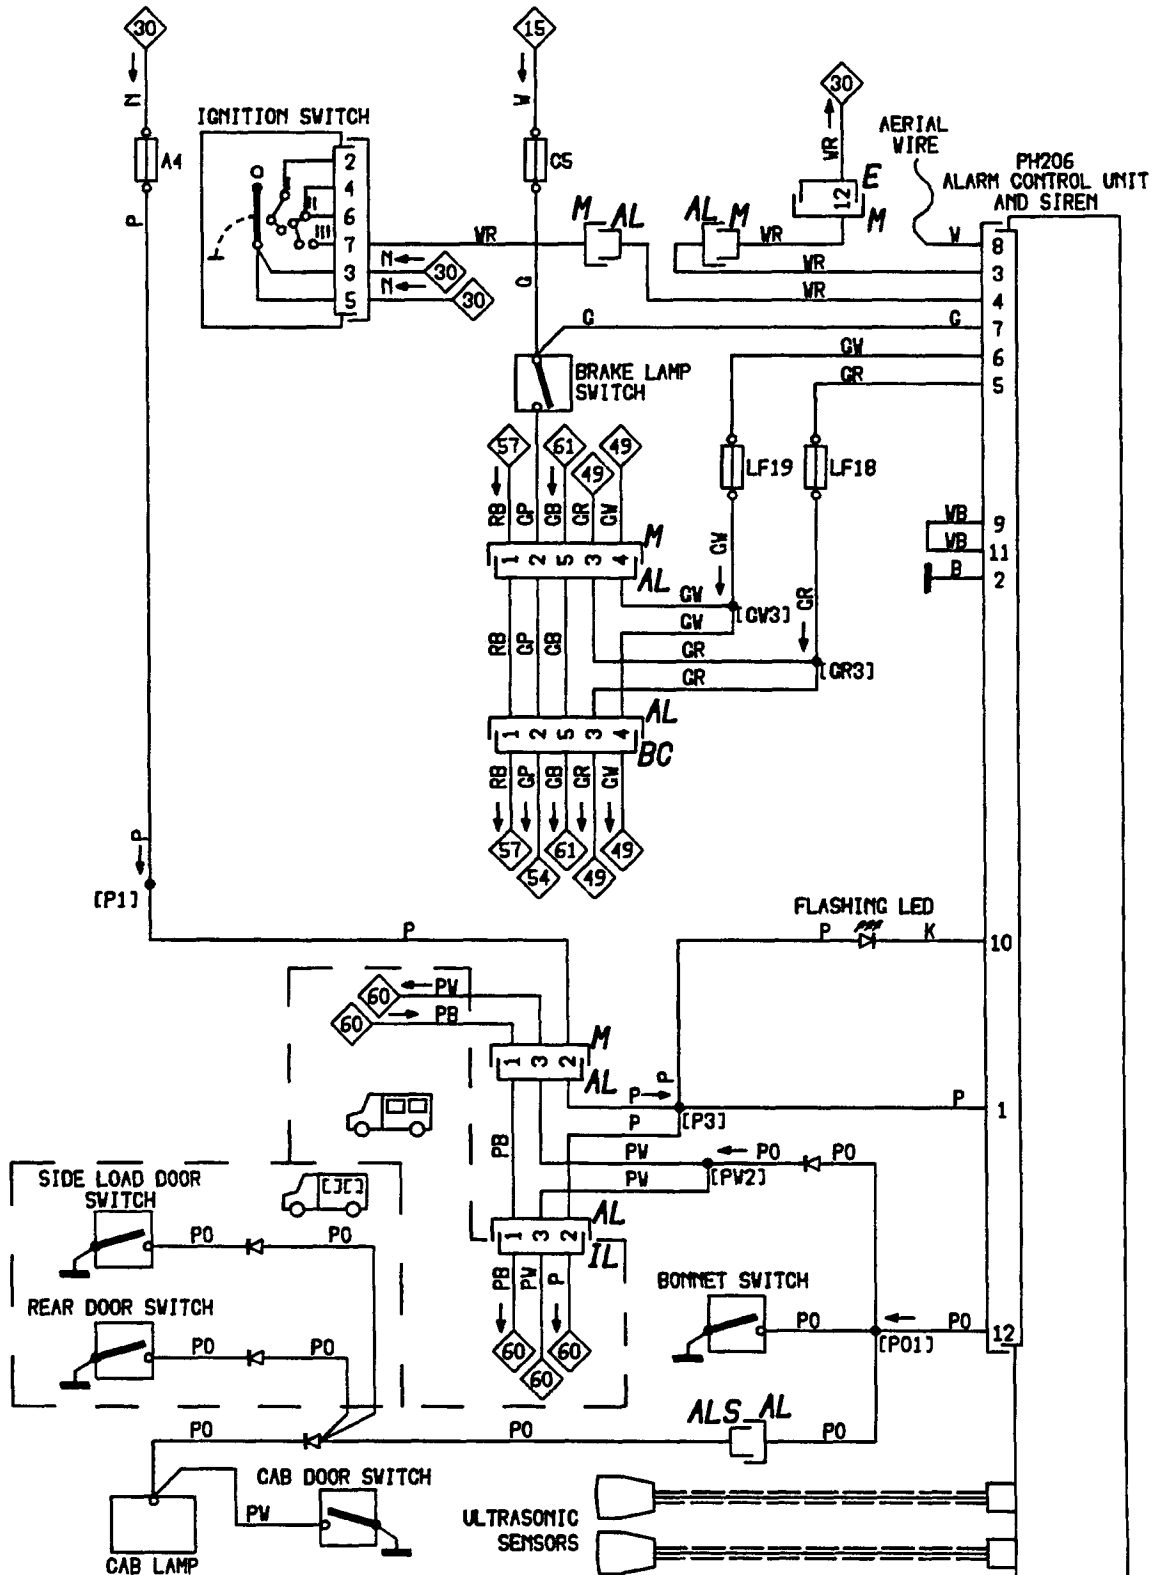 30
15
N
W
30
IGNITION SWITCH
A4
C5
WR
AERIAL
WIRE
PH206
ALARM CONTROL UNIT
AND SIREN
2
4
6
7
3
5
P
12
E
M
M
AL
AL
M
W
8
WR
WR
WR
3
N
30
N
30
WR
4
G
G
G
7
GW
6
GR
5
BRAKE LAMP
SWITCH
57
61
49
49
LF19
LF18
RB
GP
GB
GR
GW
M
1
2
5
3
4
AL
GW
GR
WB
9
WB
11
B
2
GW
[GW3]
GW
GR
[GR3]
GR
RB
GP
GB
AL
1
2
5
3
4
BC
RB
GP
GB
GR
GW
57
54
61
49
49
P
[P1]
FLASHING LED
P
P
K
10
60
PW
60
PB
M
1
3
2
AL
P
P
[P3]
P
1
P
PB
PW
[PW2]
PO
PO
PW
SIDE LOAD DOOR
SWITCH
PO
PO
AL
1
3
2
IL
PB
PW
P
60
60
60
REAR DOOR SWITCH
PO
PO
BONNET SWITCH
PO
[PO1]
PO
12
PO
PO
ALS
AL
PO
CAB DOOR SWITCH
PW
CAB LAMP
ULTRASONIC
SENSORS